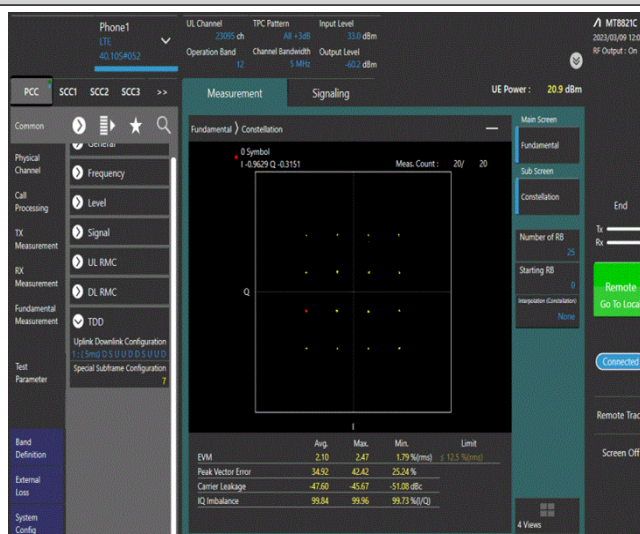 Phone1
LTE
40.105#052
UL Channel
23095 ch
Operation Band
12
TPC Pattern
All +3dB
Channel Bandwidth
5 MHz
Input Level
33.0 dBm
Output Level
-60.2 dBm
MT8821C
2023/03/09 12:0
RF Output : On
PCC SCC1 SCC2 SCC3 >>
Measurement
Signaling
UE Power : 20.9 dBm
Common
Physical
Channel
Call
Processing
TX
Measurement
RX
Measurement
Fundamental
Measurement
Test
Parameter
Band
Definition
External
Loss
System
Config
General
Frequency
Level
Signal
UL RMC
DL RMC
TDD
Uplink Downlink Configuration
1 : ( 5ms) D S U U D D S U U D
Special Subframe Configuration
7
Fundamental ❯ Constellation
0 Symbol
I -0.9629 Q -0.3151
Meas. Count : 20/ 20
Q
I
Avg. Max. Min. Limit
EVM 2.10 2.47 1.79 %(rms) ≤ 12.5 %(rms)
Peak Vector Error 34.92 42.42 25.24 %
Carrier Leakage -47.60 -45.67 -51.08 dBc
IQ Imbalance 99.84 99.96 99.73 %(I/Q)
Main Screen
Fundamental
Sub Screen
Constellation
Number of RB
25
Starting RB
0
Interpolation (Constellation)
None
4 Views
End
Tx
Rx
Remote
Go To Loca
Connected
Remote Trac
Screen Off